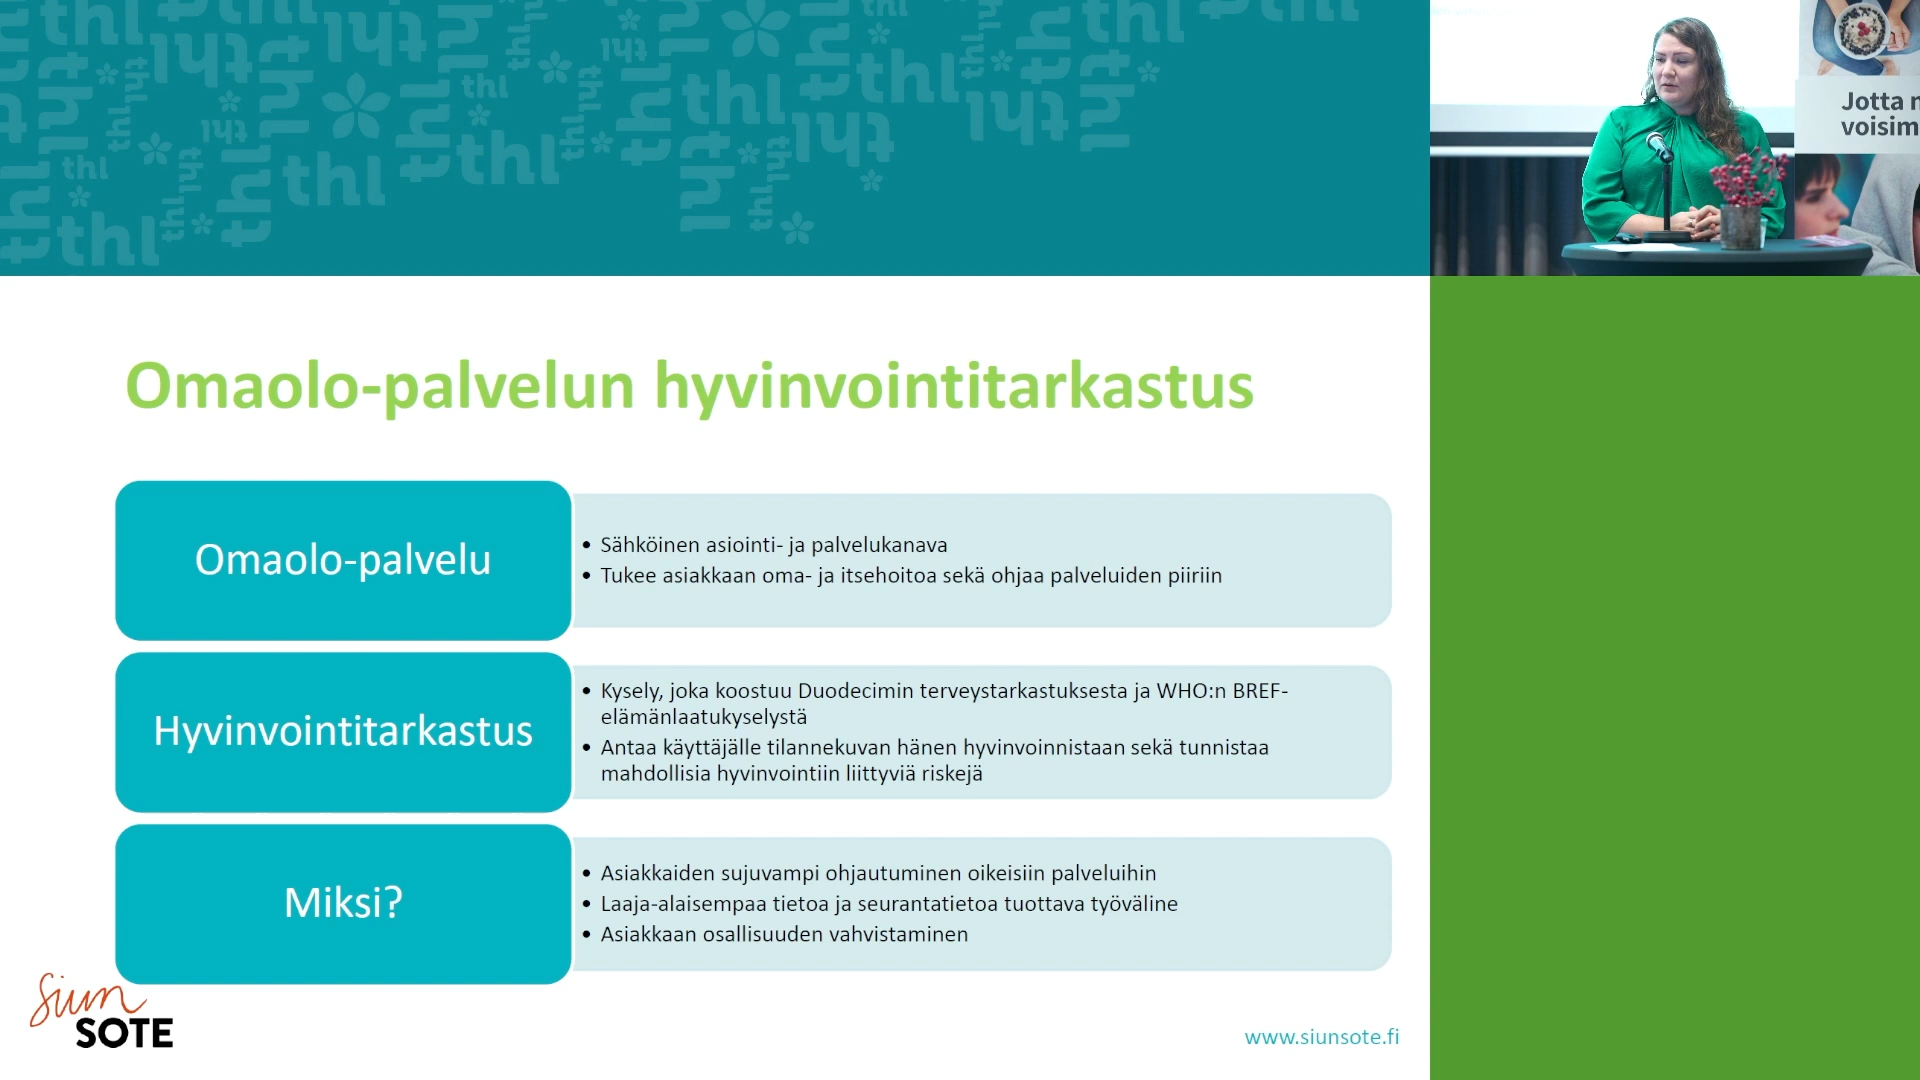 thl
Jotta
voisim
Omaolo-palvelun hyvinvointitarkastus
Omaolo-palvelu
• Sähköinen asiointi- ja palvelukanava
• Tukee asiakkaan oma- ja itsehoitoa sekä ohjaa palveluiden piiriin
Hyvinvointitarkastus
• Kysely, joka koostuu Duodecimin terveystarkastuksesta ja WHO:n BREF-
elämänlaatukyselystä
• Antaa käyttäjälle tilannekuvan hänen hyvinvoinnistaan sekä tunnistaa
mahdollisia hyvinvointiin liittyviä riskejä
Miksi?
• Asiakkaiden sujuvampi ohjautuminen oikeisiin palveluihin
• Laaja-alaisempaa tietoa ja seurantatietoa tuottava työväline
• Asiakkaan osallisuuden vahvistaminen
Siun
SOTE
www.siunsote.fi